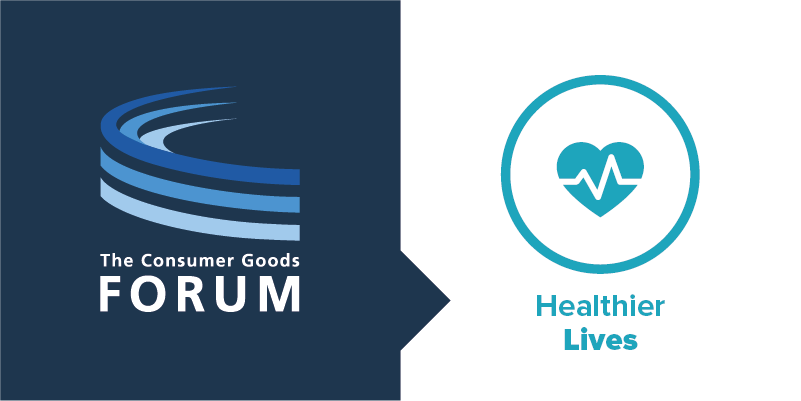 The Consumer Goods
FORUM
Healthier
Lives